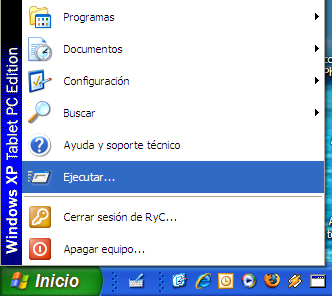 Programas
Documentos
Configuración
Buscar
Ayuda y soporte técnico
Ejecutar...
Cerrar sesión de RyC...
Apagar equipo...
Windows XP Tablet PC Edition
Inicio